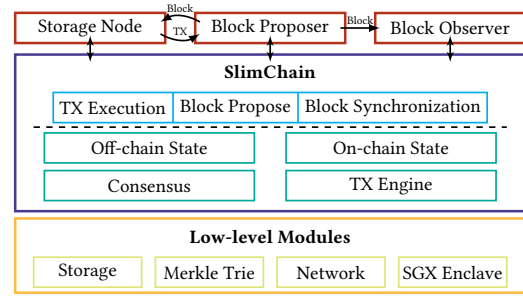 Block
Storage Node
Block Proposer
Block
Block Observer
TX
SlimChain
TX Execution
Block Propose
Block Synchronization
Off-chain State
On-chain State
Consensus
TX Engine
Low-level Modules
Storage
Merkle Trie
Network
SGX Enclave